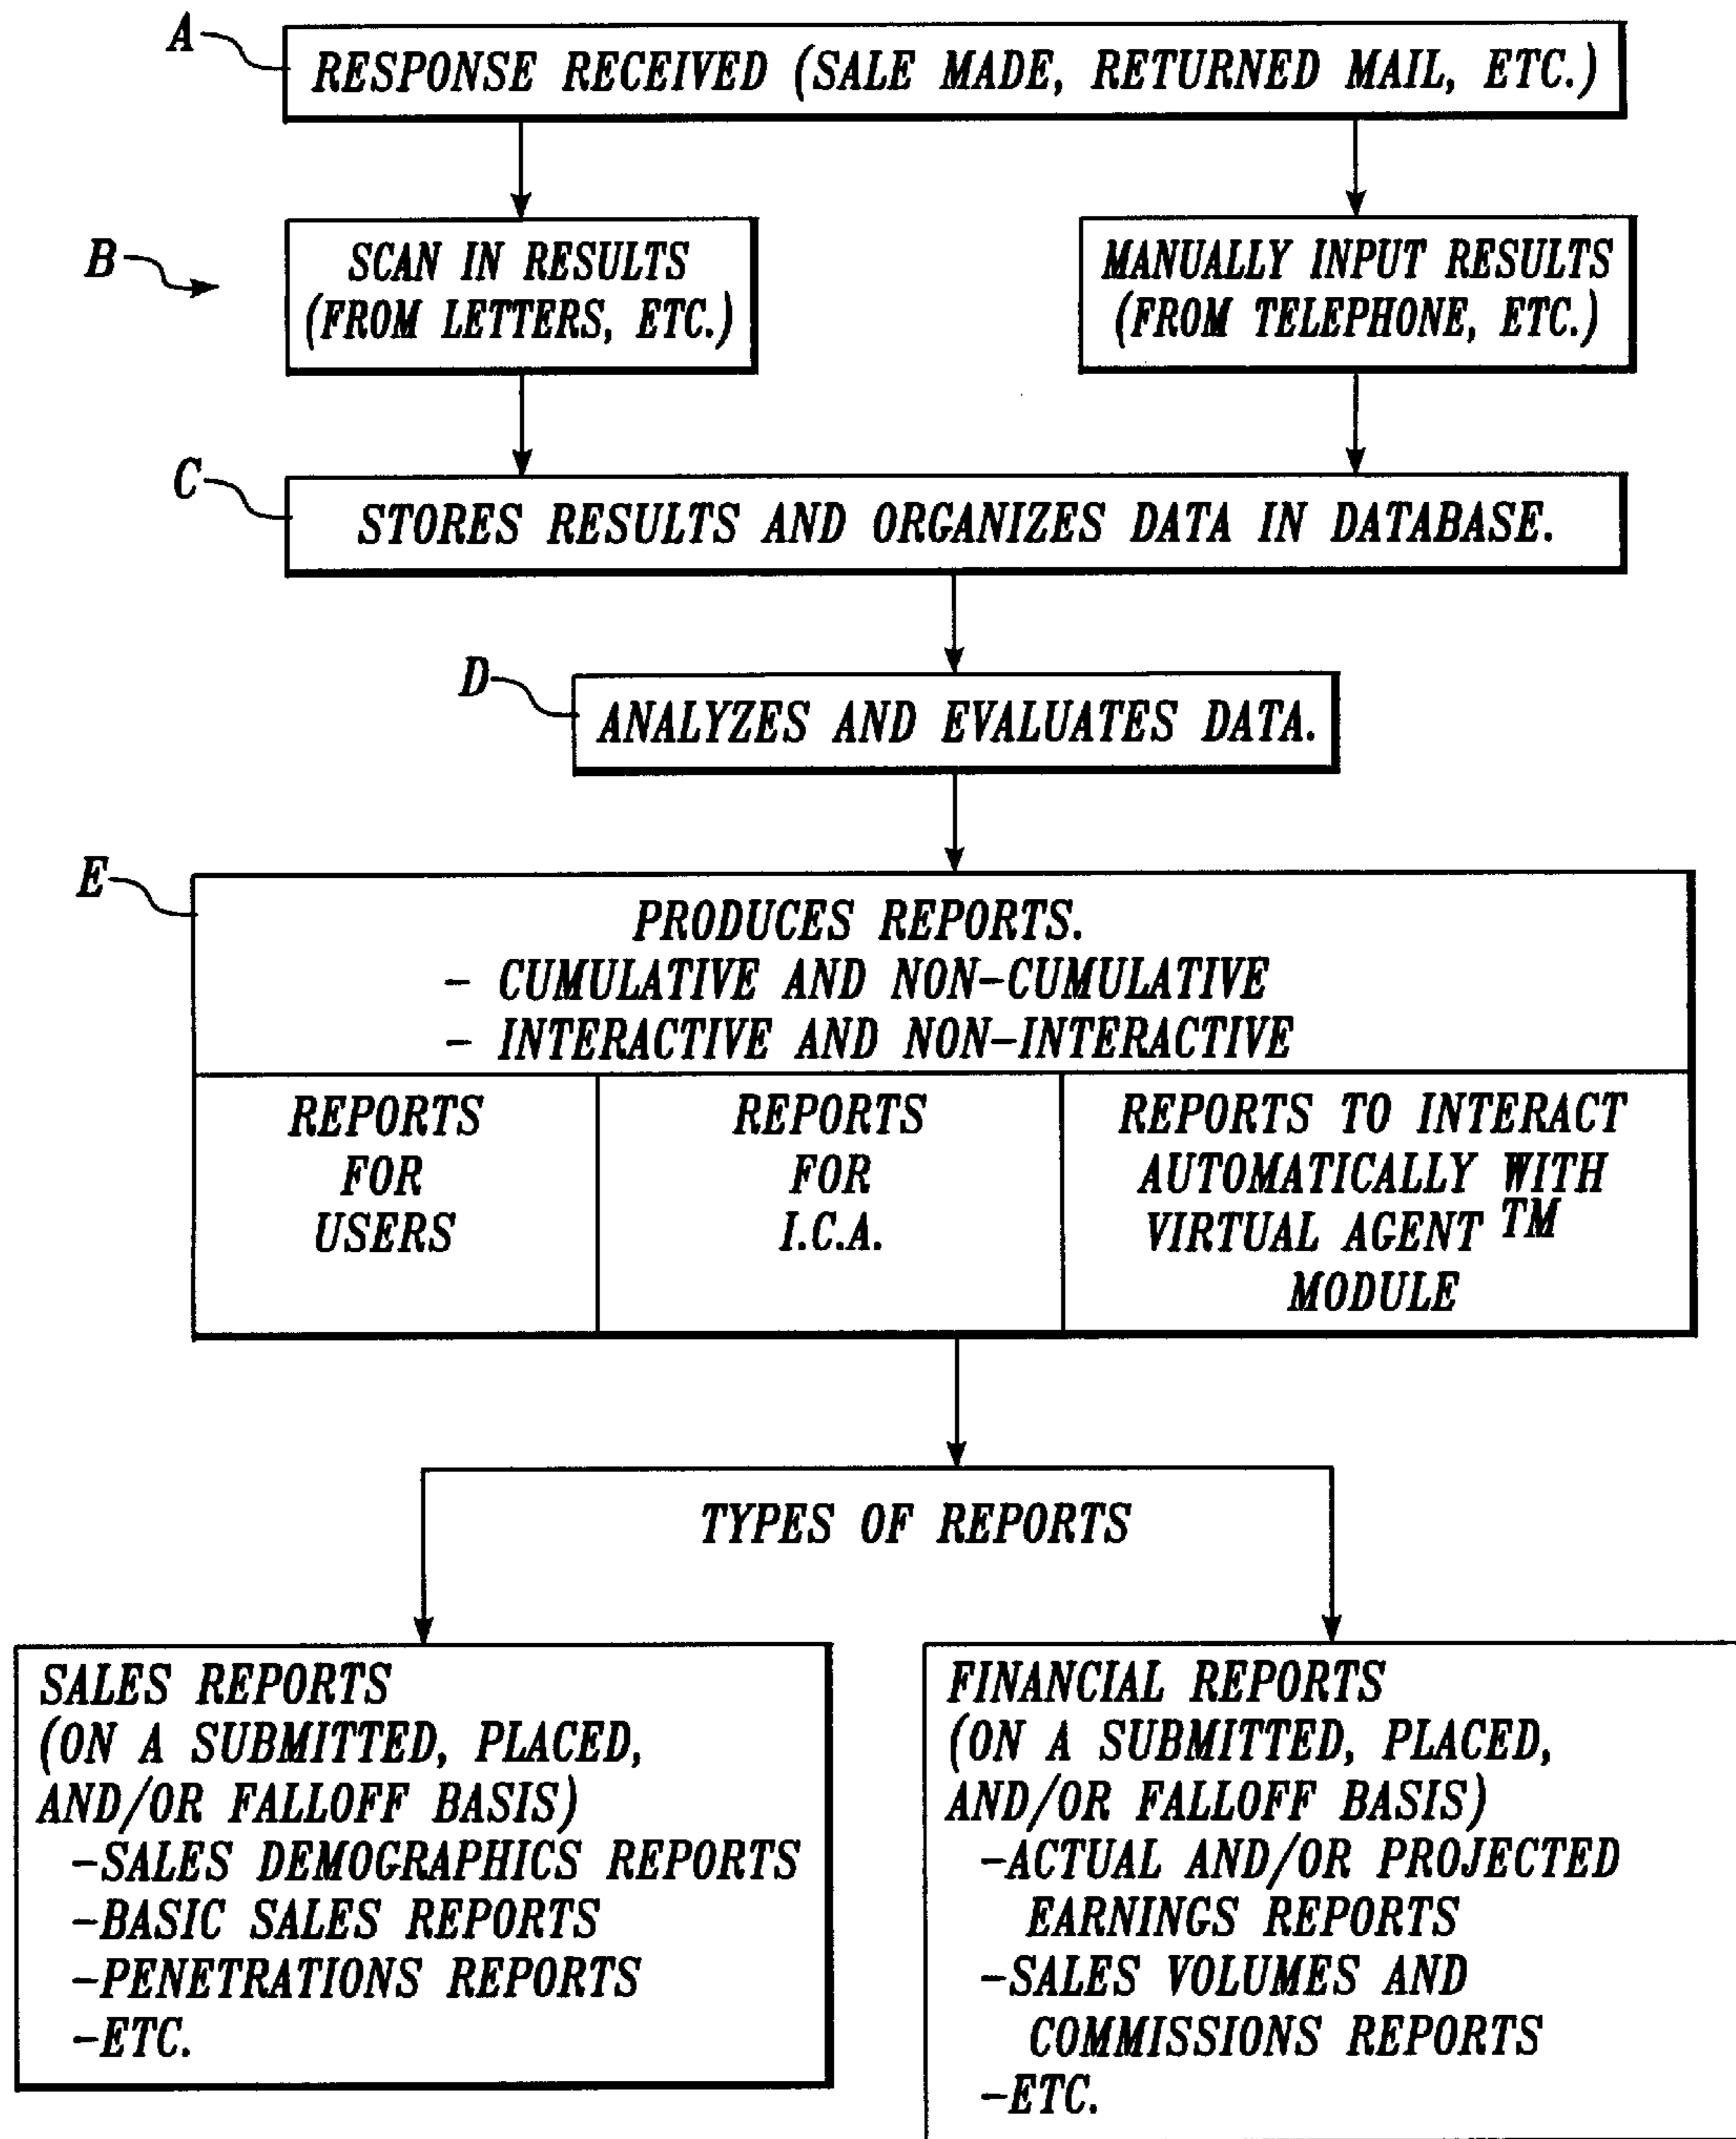 A
RESPONSE RECEIVED (SALE MADE, RETURNED MAIL, ETC.)
B
SCAN IN RESULTS
(FROM LETTERS, ETC.)
MANUALLY INPUT RESULTS
(FROM TELEPHONE, ETC.)
C
STORES RESULTS AND ORGANIZES DATA IN DATABASE.
D
ANALYZES AND EVALUATES DATA.
E
PRODUCES REPORTS.
- CUMULATIVE AND NON-CUMULATIVE
- INTERACTIVE AND NON-INTERACTIVE
REPORTS
FOR
USERS
REPORTS
FOR
I.C.A.
REPORTS TO INTERACT
AUTOMATICALLY WITH
VIRTUAL AGENT TM
MODULE
TYPES OF REPORTS
SALES REPORTS
(ON A SUBMITTED, PLACED,
AND/OR FALLOFF BASIS)
-SALES DEMOGRAPHICS REPORTS
-BASIC SALES REPORTS
-PENETRATIONS REPORTS
-ETC.
FINANCIAL REPORTS
(ON A SUBMITTED, PLACED,
AND/OR FALLOFF BASIS)
-ACTUAL AND/OR PROJECTED
EARNINGS REPORTS
-SALES VOLUMES AND
COMMISSIONS REPORTS
-ETC.